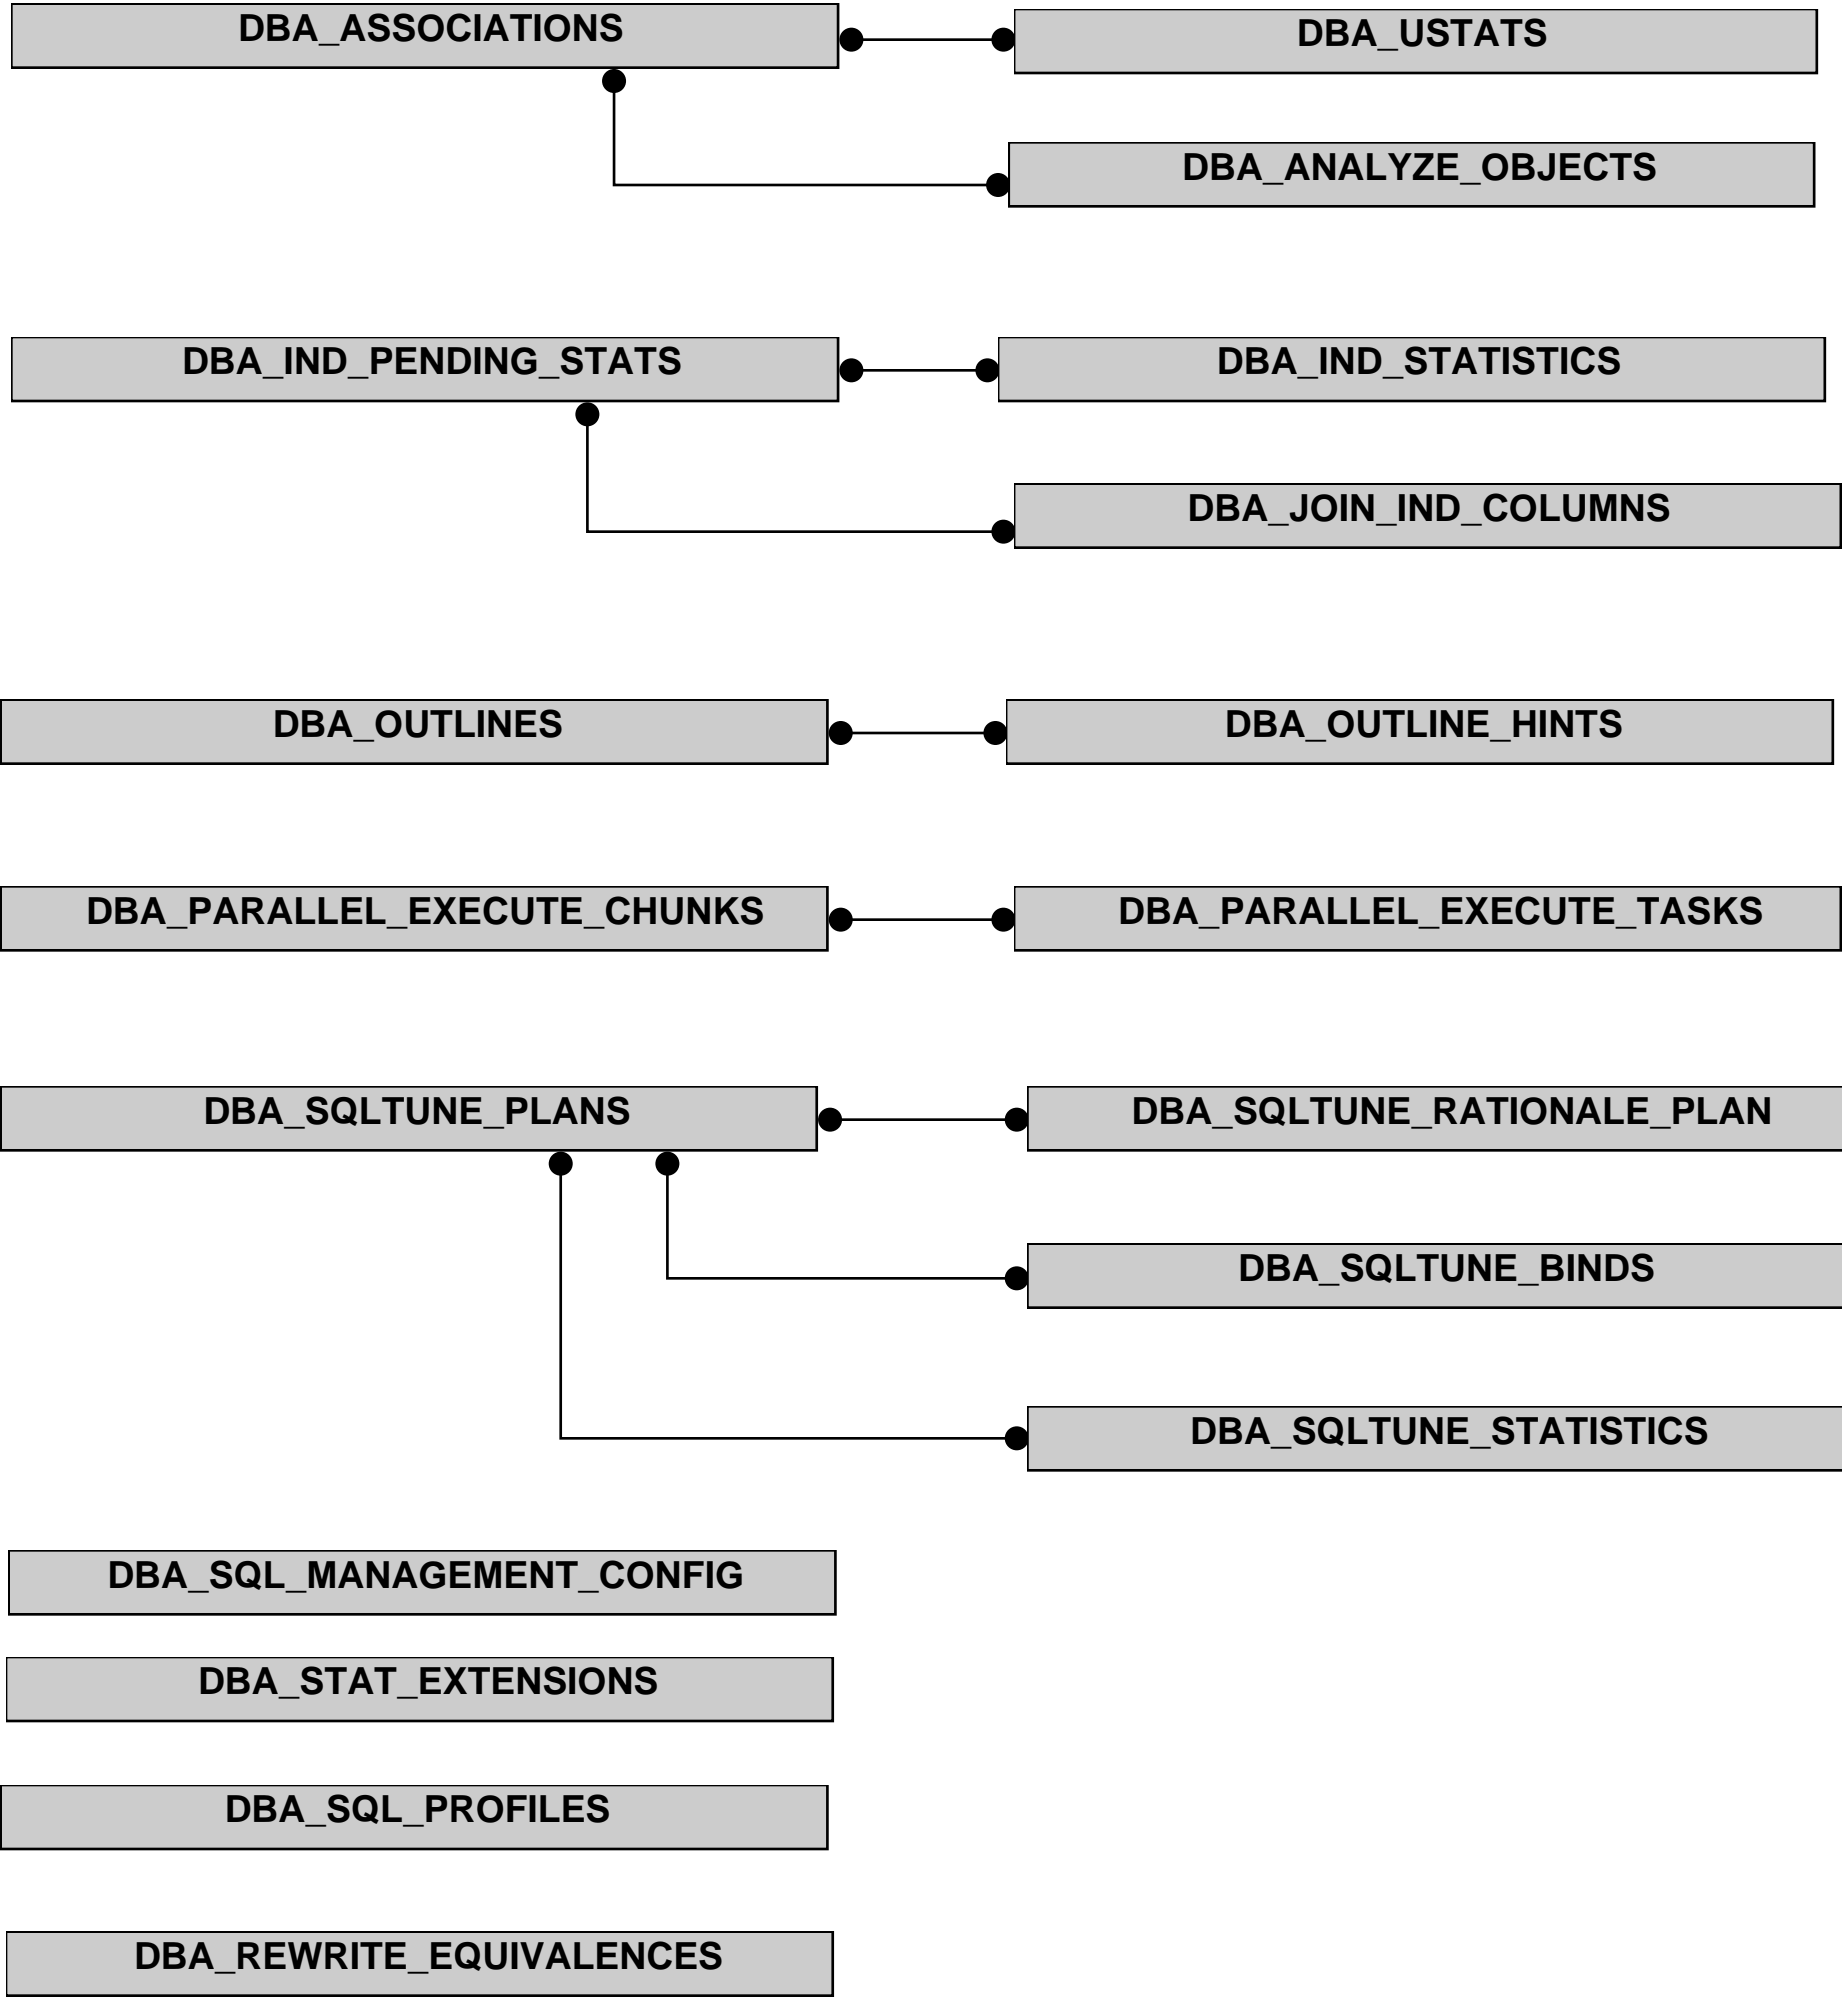 DBA_ASSOCIATIONS
DBA_USTATS
DBA_ANALYZE_OBJECTS
DBA_IND_PENDING_STATS
DBA_IND_STATISTICS
DBA_JOIN_IND_COLUMNS
DBA_OUTLINES
DBA_OUTLINE_HINTS
DBA_PARALLEL_EXECUTE_CHUNKS
DBA_PARALLEL_EXECUTE_TASKS
DBA_SQLTUNE_PLANS
DBA_SQLTUNE_RATIONALE_PLAN
DBA_SQLTUNE_BINDS
DBA_SQLTUNE_STATISTICS
DBA_SQL_MANAGEMENT_CONFIG
DBA_STAT_EXTENSIONS
DBA_SQL_PROFILES
DBA_REWRITE_EQUIVALENCES